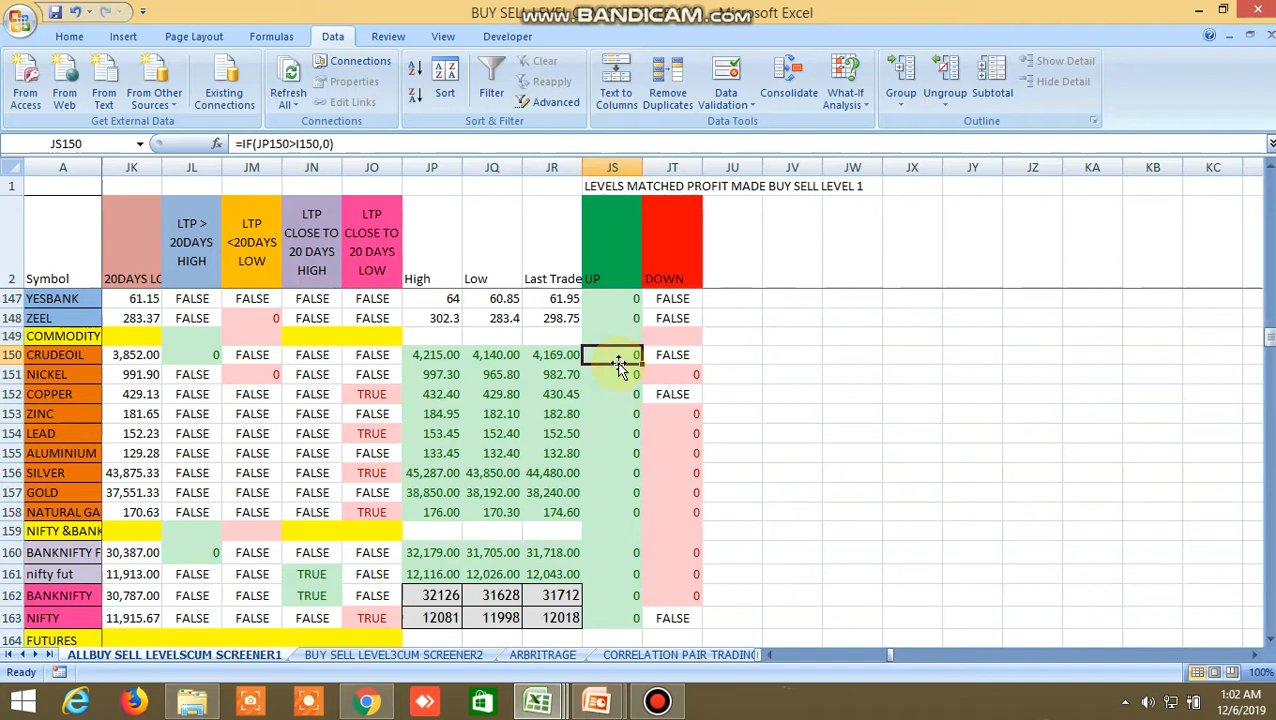 BUY SELL LEVEL
www.BANDICAM.com
Microsoft Excel
Home Insert Page Layout Formulas Data Review View Developer
From Access
From Web
From Text
From Other Sources
Existing Connections
Get External Data
Refresh All
Connections
Properties
Edit Links
Connections
Sort
Filter
Clear
Reapply
Advanced
Sort & Filter
Text to Columns
Remove Duplicates
Data Validation
Consolidate
What-If Analysis
Data Tools
Group
Ungroup
Subtotal
Show Detail
Hide Detail
Outline
JS150 fx =IF(JP150>I150,0)
A JK JL JM JN JO JP JQ JR JS JT JU JV JW JX JY JZ KA KB KC
1 LEVELS MATCHED PROFIT MADE BUY SELL LEVEL 1
2 Symbol 20DAYS LO LTP > 20DAYS HIGH LTP <20DAYS LOW LTP CLOSE TO 20 DAYS HIGH LTP CLOSE TO 20 DAYS LOW High Low Last Trade UP DOWN
147 YESBANK 61.15 FALSE FALSE FALSE FALSE 64 60.85 61.95 0 FALSE
148 ZEEL 283.37 FALSE 0 FALSE FALSE 302.3 283.4 298.75 0 FALSE
149 COMMODITY
150 CRUDEOIL 3,852.00 0 FALSE FALSE FALSE 4,215.00 4,140.00 4,169.00 0 FALSE
151 NICKEL 991.90 FALSE 0 FALSE FALSE 997.30 965.80 982.70 0 0
152 COPPER 429.13 FALSE FALSE FALSE TRUE 432.40 429.80 430.45 0 FALSE
153 ZINC 181.65 FALSE FALSE FALSE FALSE 184.95 182.10 182.80 0 0
154 LEAD 152.23 FALSE FALSE FALSE TRUE 153.45 152.40 152.50 0 0
155 ALUMINIUM 129.28 FALSE FALSE FALSE FALSE 133.45 132.40 132.80 0 0
156 SILVER 43,875.33 FALSE FALSE FALSE TRUE 45,287.00 43,850.00 44,480.00 0 0
157 GOLD 37,551.33 FALSE FALSE FALSE FALSE 38,850.00 38,192.00 38,240.00 0 0
158 NATURAL GA 170.63 FALSE FALSE FALSE TRUE 176.00 170.30 174.60 0 0
159 NIFTY &BANK
160 BANKNIFTY F 30,387.00 0 FALSE FALSE FALSE 32,179.00 31,705.00 31,718.00 0 0
161 nifty fut 11,913.00 FALSE FALSE TRUE FALSE 12,116.00 12,026.00 12,043.00 0 0
162 BANKNIFTY 30,787.00 FALSE FALSE TRUE FALSE 32126 31628 31712 0 0
163 NIFTY 11,915.67 FALSE FALSE FALSE TRUE 12081 11998 12018 0 FALSE
164 FUTURES
ALLBUY SELL LEVELSCUM SCREENER1 BUY SELL LEVEL3CUM SCREENER2 ARBITRAGE CORRELATION PAIR TRADING
Ready 100%
1:02 AM
12/6/2019